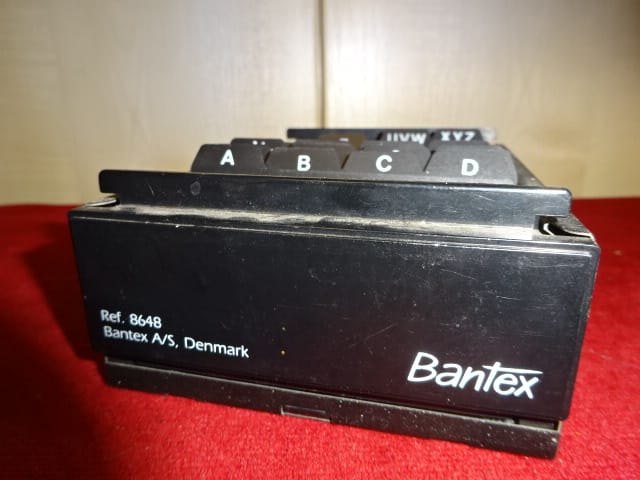 UVW XYZ
A B C D
Ref. 8648
Bantex A/S, Denmark
Bantex